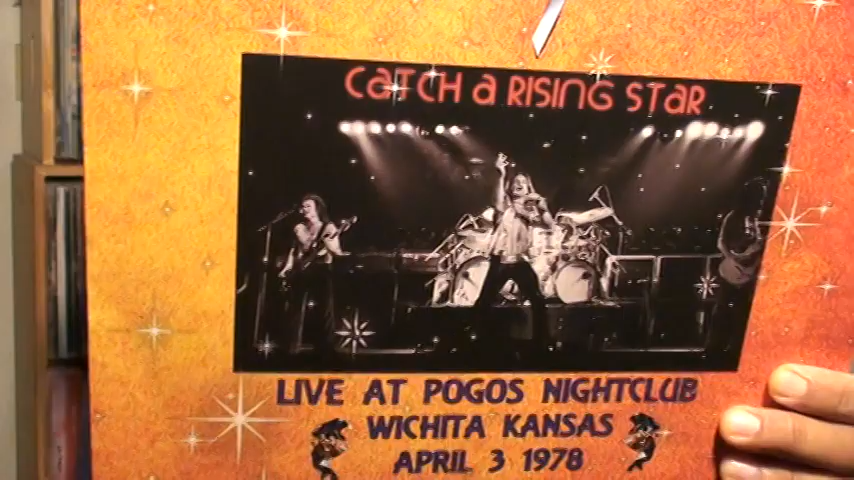 CATCH A RISING STAR
LIVE AT POGOS NIGHTCLUB
WICHITA KANSAS
APRIL 3 1978